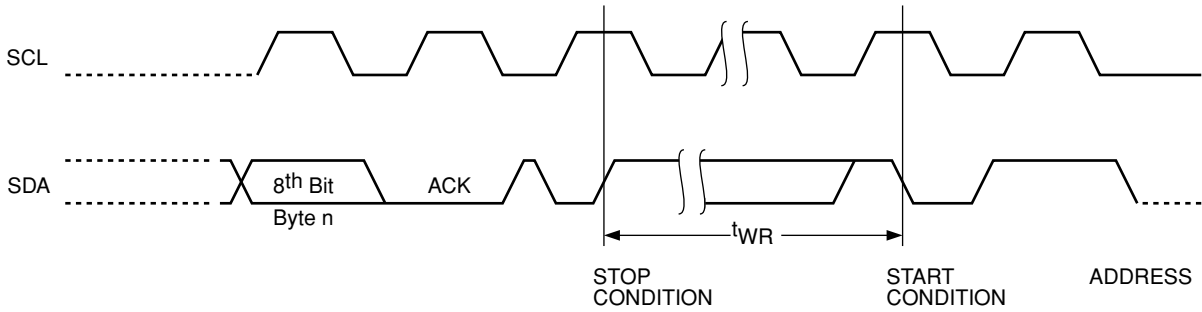 SCL
SDA
8th Bit
Byte n
ACK
tWR
STOP
CONDITION
START
CONDITION
ADDRESS